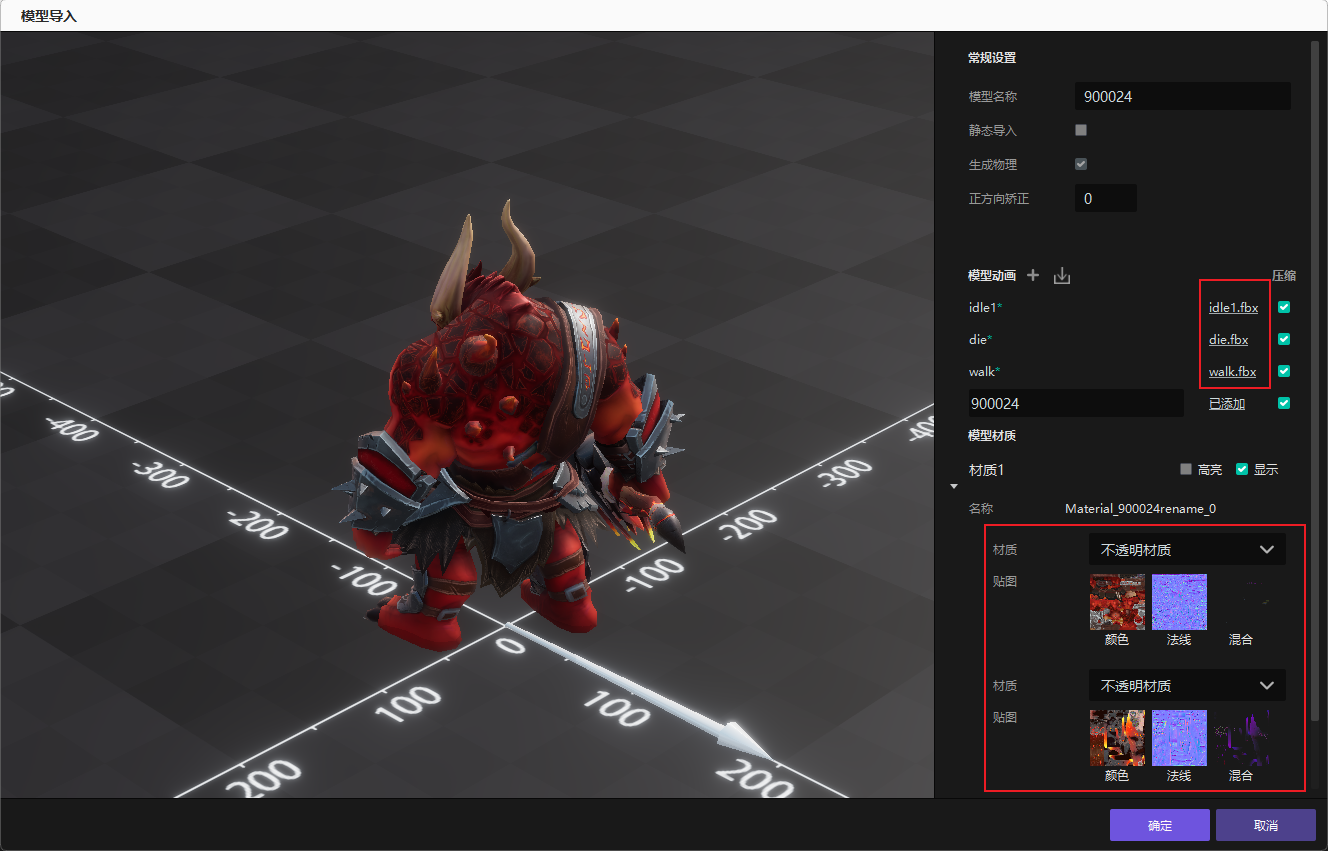 模型导入
常规设置
模型名称 900024
静态导入
生成物理
正方向矫正 0
模型动画 压缩
idle1* idle1.fbx
die* die.fbx
walk* walk.fbx
900024 已添加
模型材质
材质1 高亮 显示
名称 Material_900024rename_0
材质 不透明材质
贴图
颜色 法线 混合
材质 不透明材质
贴图
颜色 法线 混合
-400
-300
-200
-100
0
100
200
-400
-300
-200
-100
100
200
确定 取消